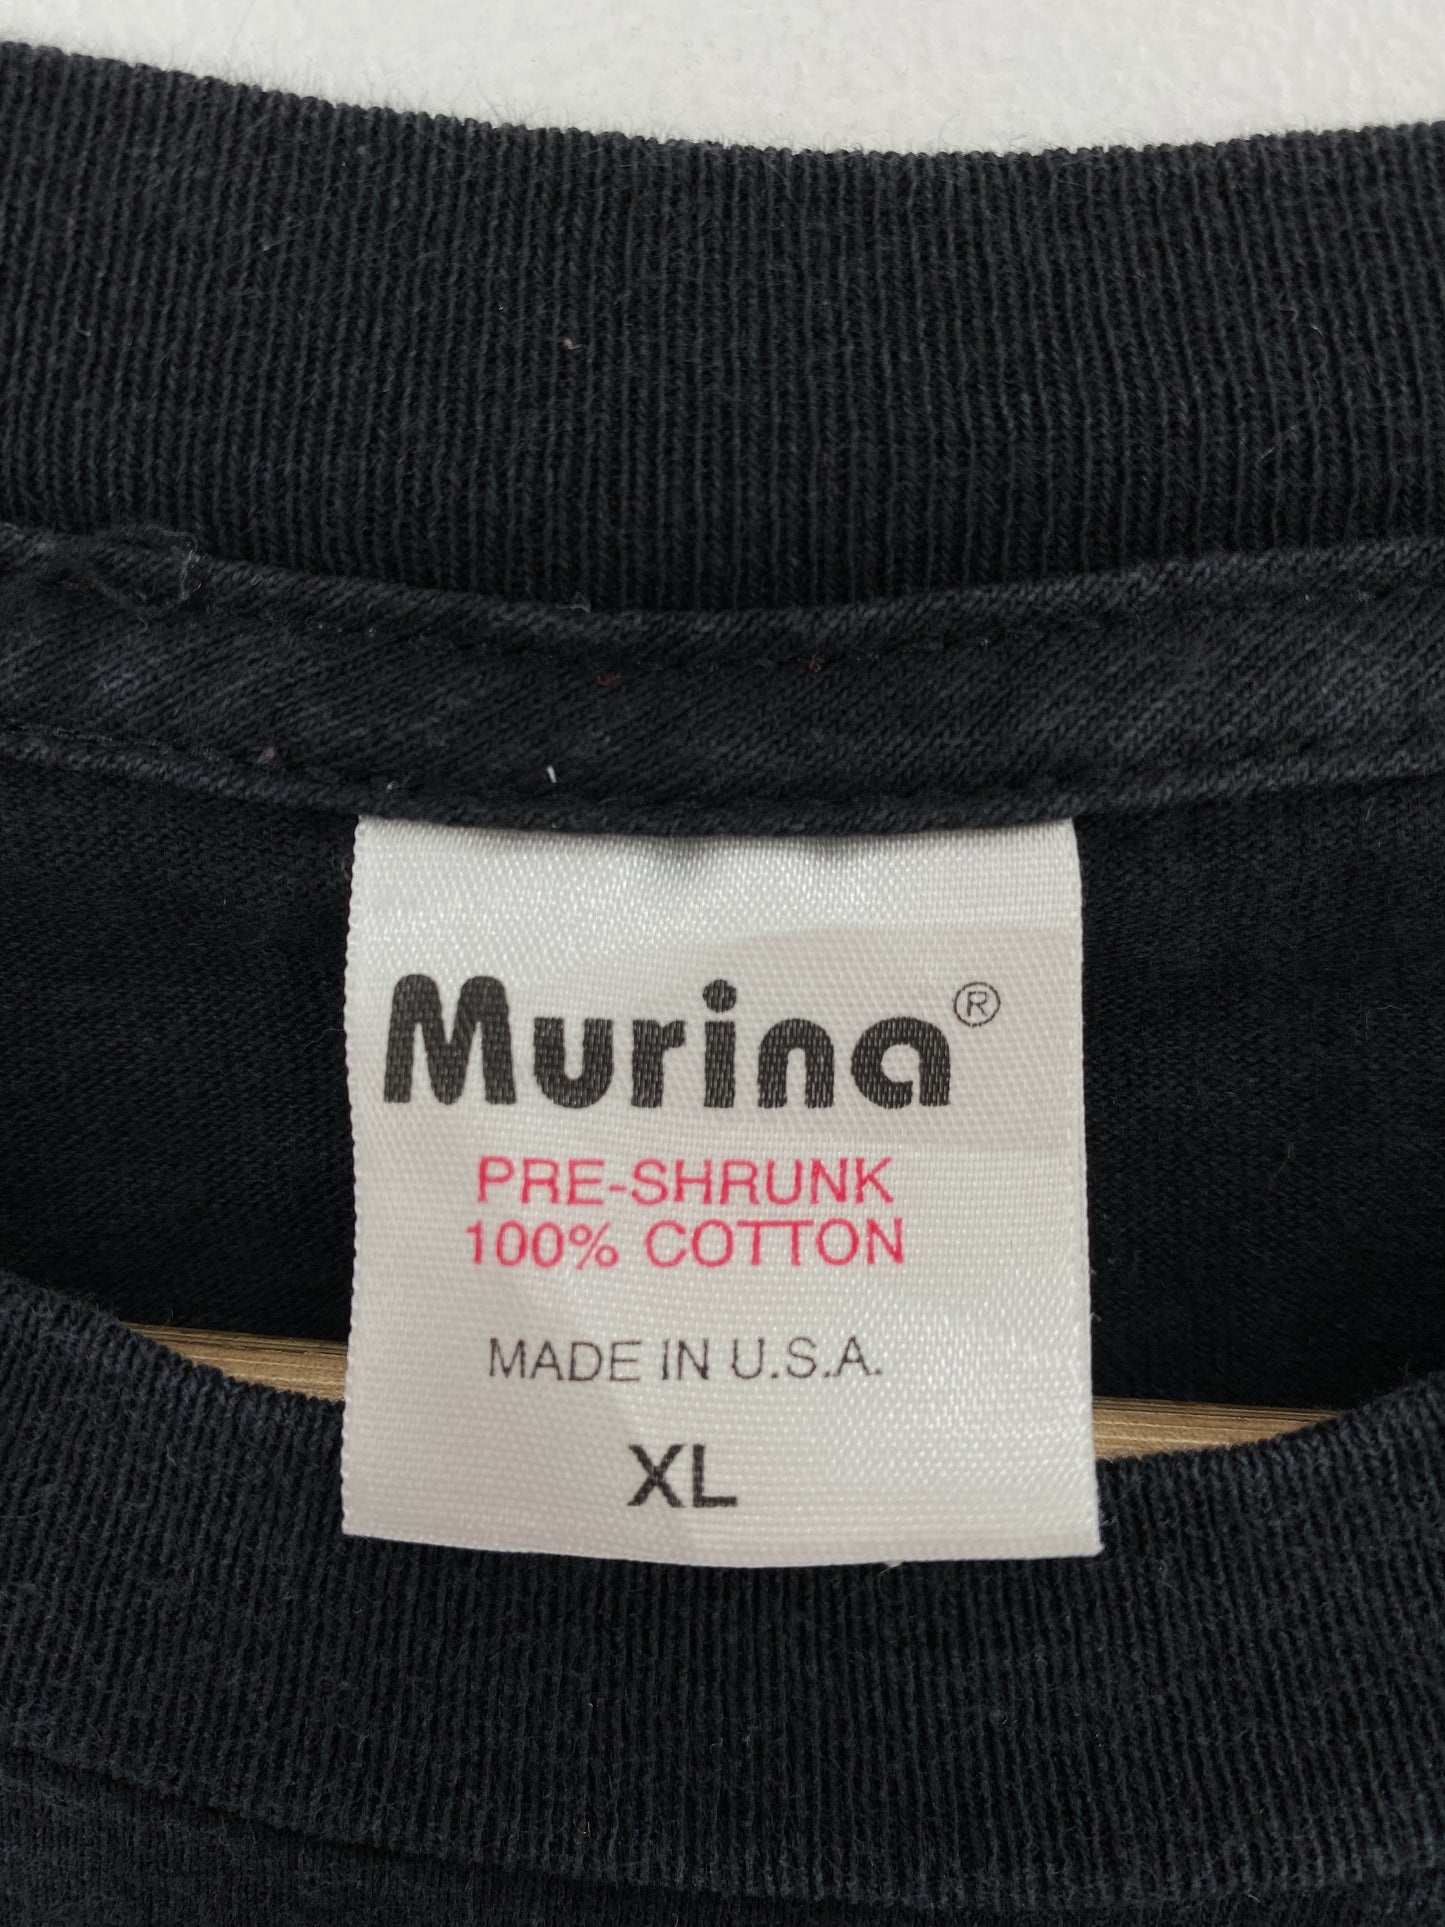 Murina®
PRE-SHRUNK
100% COTTON
MADE IN U.S.A.
XL